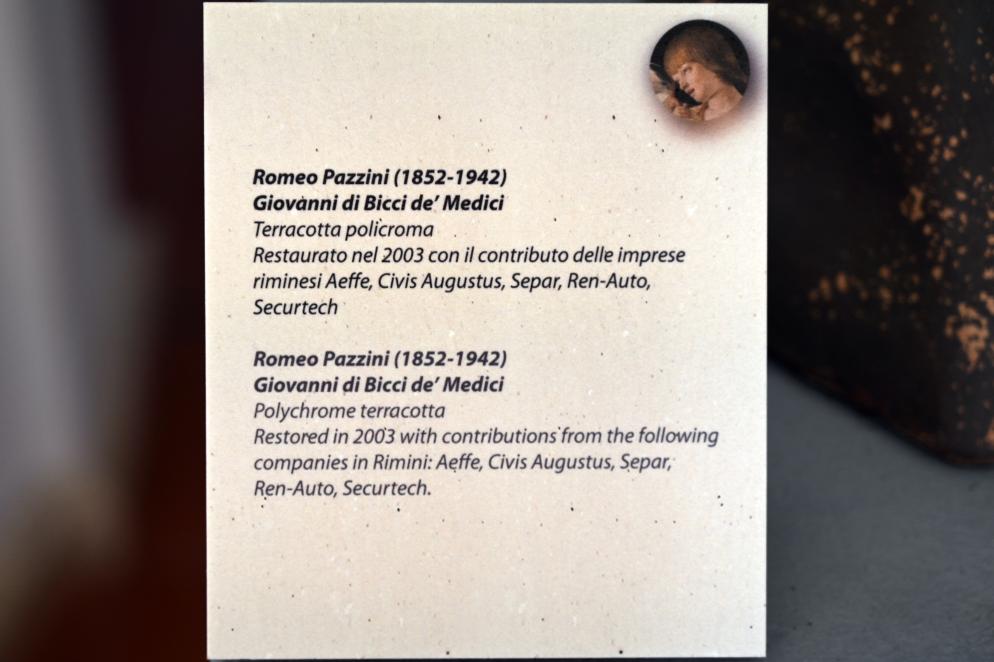 Romeo Pazzini (1852-1942)
Giovanni di Bicci de’ Medici
Terracotta policroma
Restaurato nel 2003 con il contributo delle imprese
riminesi Aeffe, Civis Augustus, Separ, Ren-Auto,
Securtech
Romeo Pazzini (1852-1942)
Giovanni di Bicci de’ Medici
Polychrome terracotta
Restored in 2003 with contributions from the following
companies in Rimini: Aeffe, Civis Augustus, Separ,
Ren-Auto, Securtech.